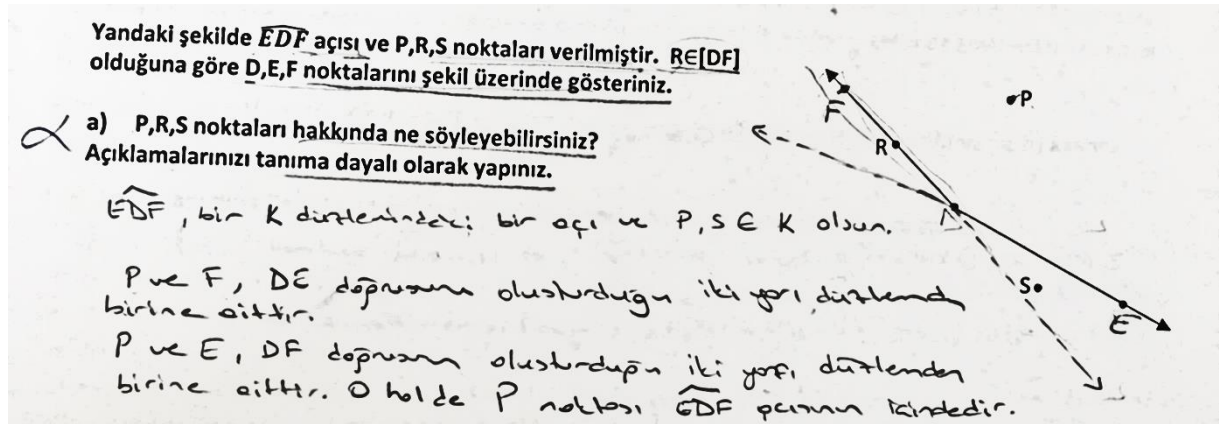 Yandaki şekilde EDF açısı ve P,R,S noktaları verilmiştir. R∈[DF]
olduğuna göre D,E,F noktalarını şekil üzerinde gösteriniz.
a) P,R,S noktaları hakkında ne söyleyebilirsiniz?
Açıklamalarınızı tanıma dayalı olarak yapınız.
EDF, bir K düzlemindeki bir açı ve P, S ∈ K olsun.
P ve F, DE doğrusunun oluşturduğu iki yarı düzlemden
birine aittir.
P ve E, DF doğrusunun oluşturduğu iki yarı düzlemden
birine aittir. O halde P noktası EDF açısının içindedir.
P
F
R
D
S
E